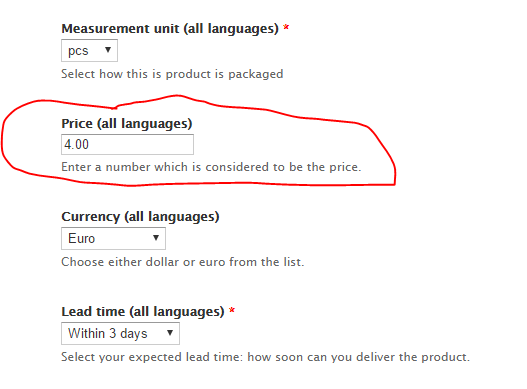 Measurement unit (all languages) *
pcs
Select how this is product is packaged
Price (all languages)
4.00
Enter a number which is considered to be the price.
Currency (all languages)
Euro
Choose either dollar or euro from the list.
Lead time (all languages) *
Within 3 days
Select your expected lead time: how soon can you deliver the product.